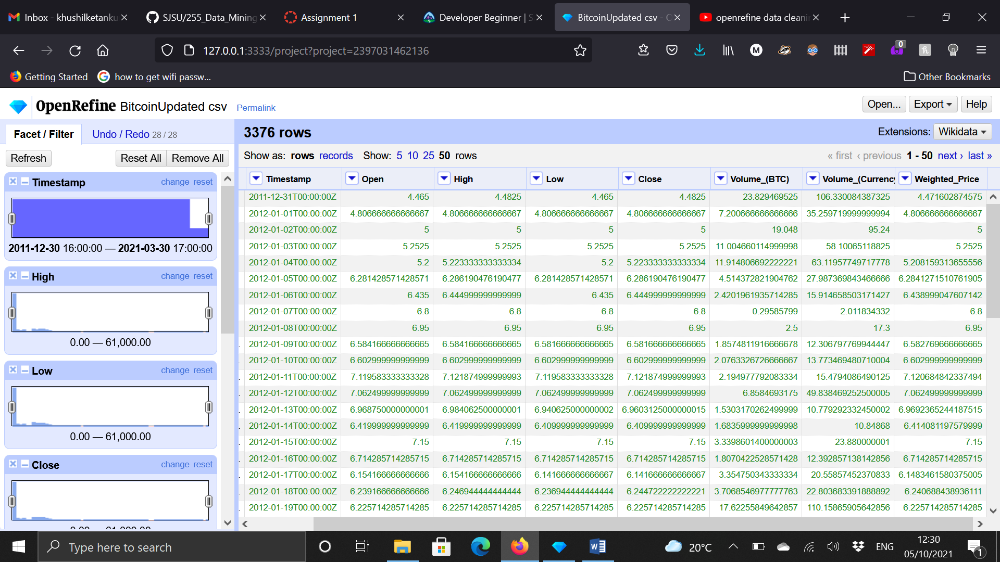 Inbox - khushilketanku
SJSU/255_Data_Mining
Assignment 1
Developer Beginner | S
BitcoinUpdated csv - O
openrefine data cleani
127.0.0.1:3333/project?project=2397031462136
M
0
h
Getting Started
how to get wifi passw...
Other Bookmarks
OpenRefine BitcoinUpdated csv Permalink
Open... Export Help
Facet / Filter Undo / Redo 28 / 28
3376 rows
Extensions: Wikidata
Refresh Reset All Remove All
Show as: rows records Show: 5 10 25 50 rows
« first ‹ previous 1 - 50 next › last »
Timestamp change reset
2011-12-30 16:00:00 — 2021-03-30 17:00:00
High change reset
0.00 — 61,000.00
Low change reset
0.00 — 61,000.00
Close change reset
0.00 — 61,000.00
Timestamp Open High Low Close Volume_(BTC) Volume_(Currency Weighted_Price
2011-12-31T00:00:00Z 4.465 4.4825 4.465 4.4825 23.829469525 106.330084387325 4.471602874575
2012-01-01T00:00:00Z 4.806666666666667 4.806666666666667 4.806666666666667 4.806666666666667 7.200666666666666 35.259719999999994 4.806666666666667
2012-01-02T00:00:00Z 5 5 5 5 19.048 95.24 5
2012-01-03T00:00:00Z 5.2525 5.2525 5.2525 5.2525 11.004660114999998 58.10065118825 5.2525
2012-01-04T00:00:00Z 5.2 5.223333333333334 5.2 5.223333333333334 11.914806692222221 63.11957749717778 5.208159313655556
2012-01-05T00:00:00Z 6.281428571428571 6.286190476190477 6.281428571428571 6.286190476190477 4.514372821904762 27.987369843466666 6.2841271510761905
2012-01-06T00:00:00Z 6.435 6.444999999999999 6.435 6.444999999999999 2.4201961935714285 15.914658503171427 6.438999047607142
2012-01-07T00:00:00Z 6.8 6.8 6.8 6.8 0.29585799 2.011834332 6.8
2012-01-08T00:00:00Z 6.95 6.95 6.95 6.95 2.5 17.3 6.95
2012-01-09T00:00:00Z 6.584166666666665 6.584166666666665 6.581666666666665 6.581666666666665 1.8574811916666678 12.306797769944447 6.582769666666665
2012-01-10T00:00:00Z 6.602999999999999 6.602999999999999 6.602999999999999 6.602999999999999 2.0763326726666667 13.773469480710004 6.602999999999999
2012-01-11T00:00:00Z 7.119583333333328 7.121874999999993 7.119583333333328 7.121874999999993 2.194977792083334 15.4794086490125 7.120684842337494
2012-01-12T00:00:00Z 7.062499999999999 7.062499999999999 7.062499999999999 7.062499999999999 6.8584693175 49.838469252500005 7.062499999999999
2012-01-13T00:00:00Z 6.968750000000001 6.984062500000001 6.940625000000002 6.9603125000000015 1.5303170262499999 10.779292332450002 6.9692365244187515
2012-01-14T00:00:00Z 6.419999999999999 6.419999999999999 6.409999999999999 6.409999999999999 1.6835999999999998 10.84868 6.414081197579999
2012-01-15T00:00:00Z 7.15 7.15 7.15 7.15 3.3398601400000003 23.880000001 7.15
2012-01-16T00:00:00Z 6.714285714285715 6.714285714285715 6.714285714285715 6.714285714285715 1.8070422528571428 12.392857138142856 6.714285714285715
2012-01-17T00:00:00Z 6.154166666666666 6.154166666666666 6.141666666666667 6.141666666666667 3.354750343333334 20.55857452370833 6.1483461580375005
2012-01-18T00:00:00Z 6.239166666666666 6.246944444444444 6.236944444444444 6.244722222222221 3.7068546977777763 22.803683391888892 6.240688438936111
2012-01-19T00:00:00Z 6.225714285714285 6.225714285714285 6.225714285714285 6.225714285714285 17.62255849642857 110.15865905642856 6.225714285714285
Type here to search
20°C
ENG
12:30
05/10/2021
1